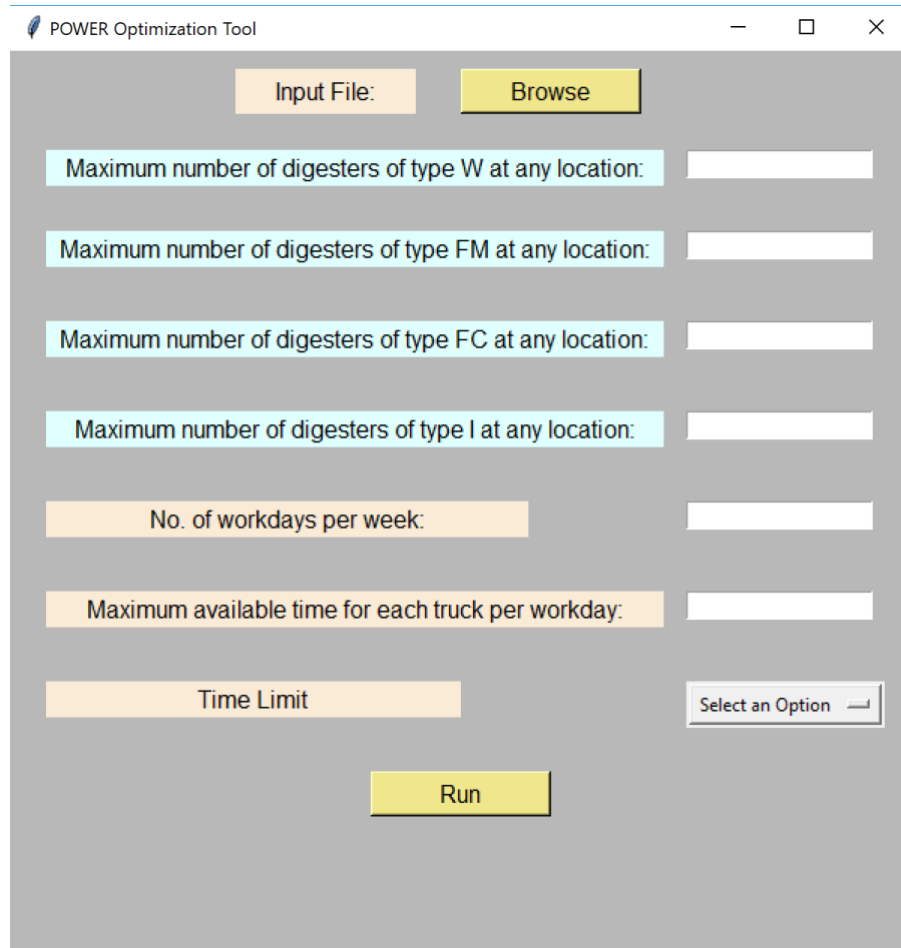 POWER Optimization Tool
Input File:
Browse
Maximum number of digesters of type W at any location:
Maximum number of digesters of type FM at any location:
Maximum number of digesters of type FC at any location:
Maximum number of digesters of type I at any location:
No. of workdays per week:
Maximum available time for each truck per workday:
Time Limit
Select an Option
Run